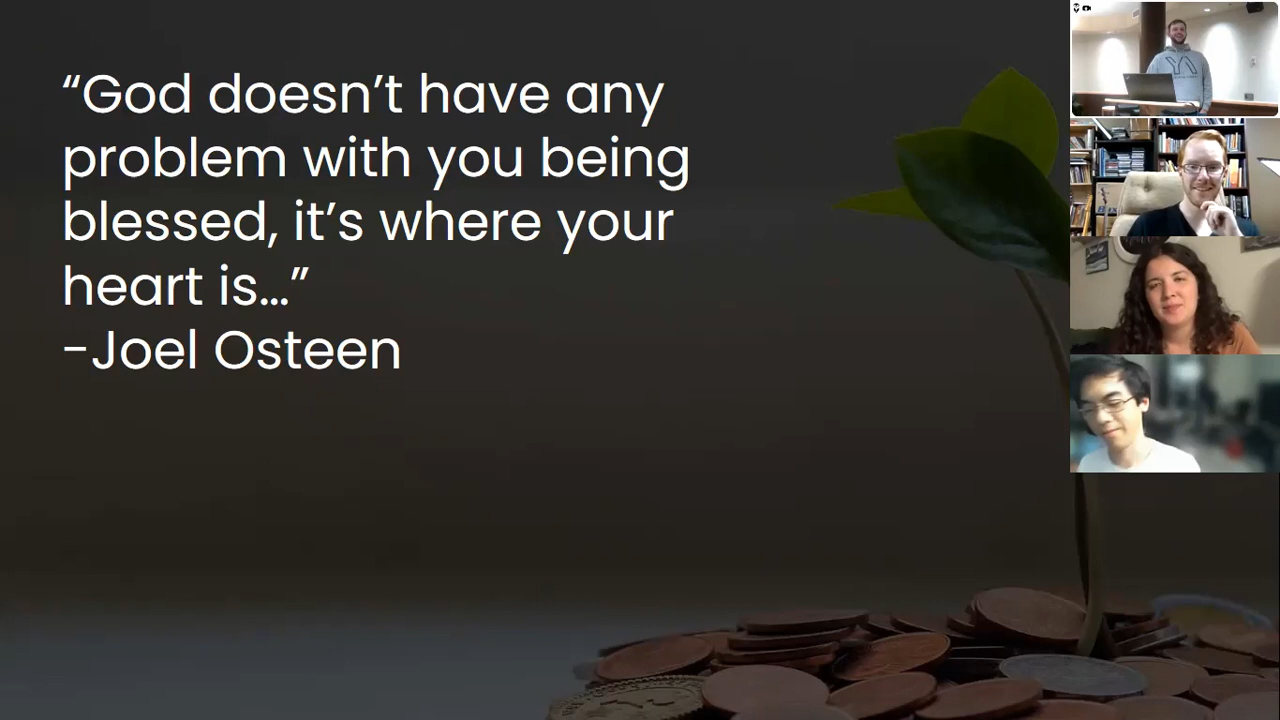 “God doesn’t have any
problem with you being
blessed, it’s where your
heart is…”
-Joel Osteen